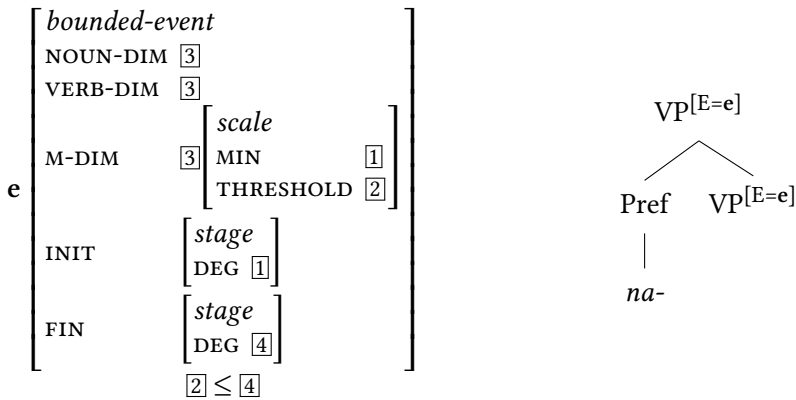 bounded-event
NOUN-DIM 3
VERB-DIM 3
e M-DIM 3 scale
MIN 1
THRESHOLD 2
INIT stage
DEG 1
FIN stage
DEG 4
2 ≤ 4
VP[E=e]
Pref VP[E=e]
na-